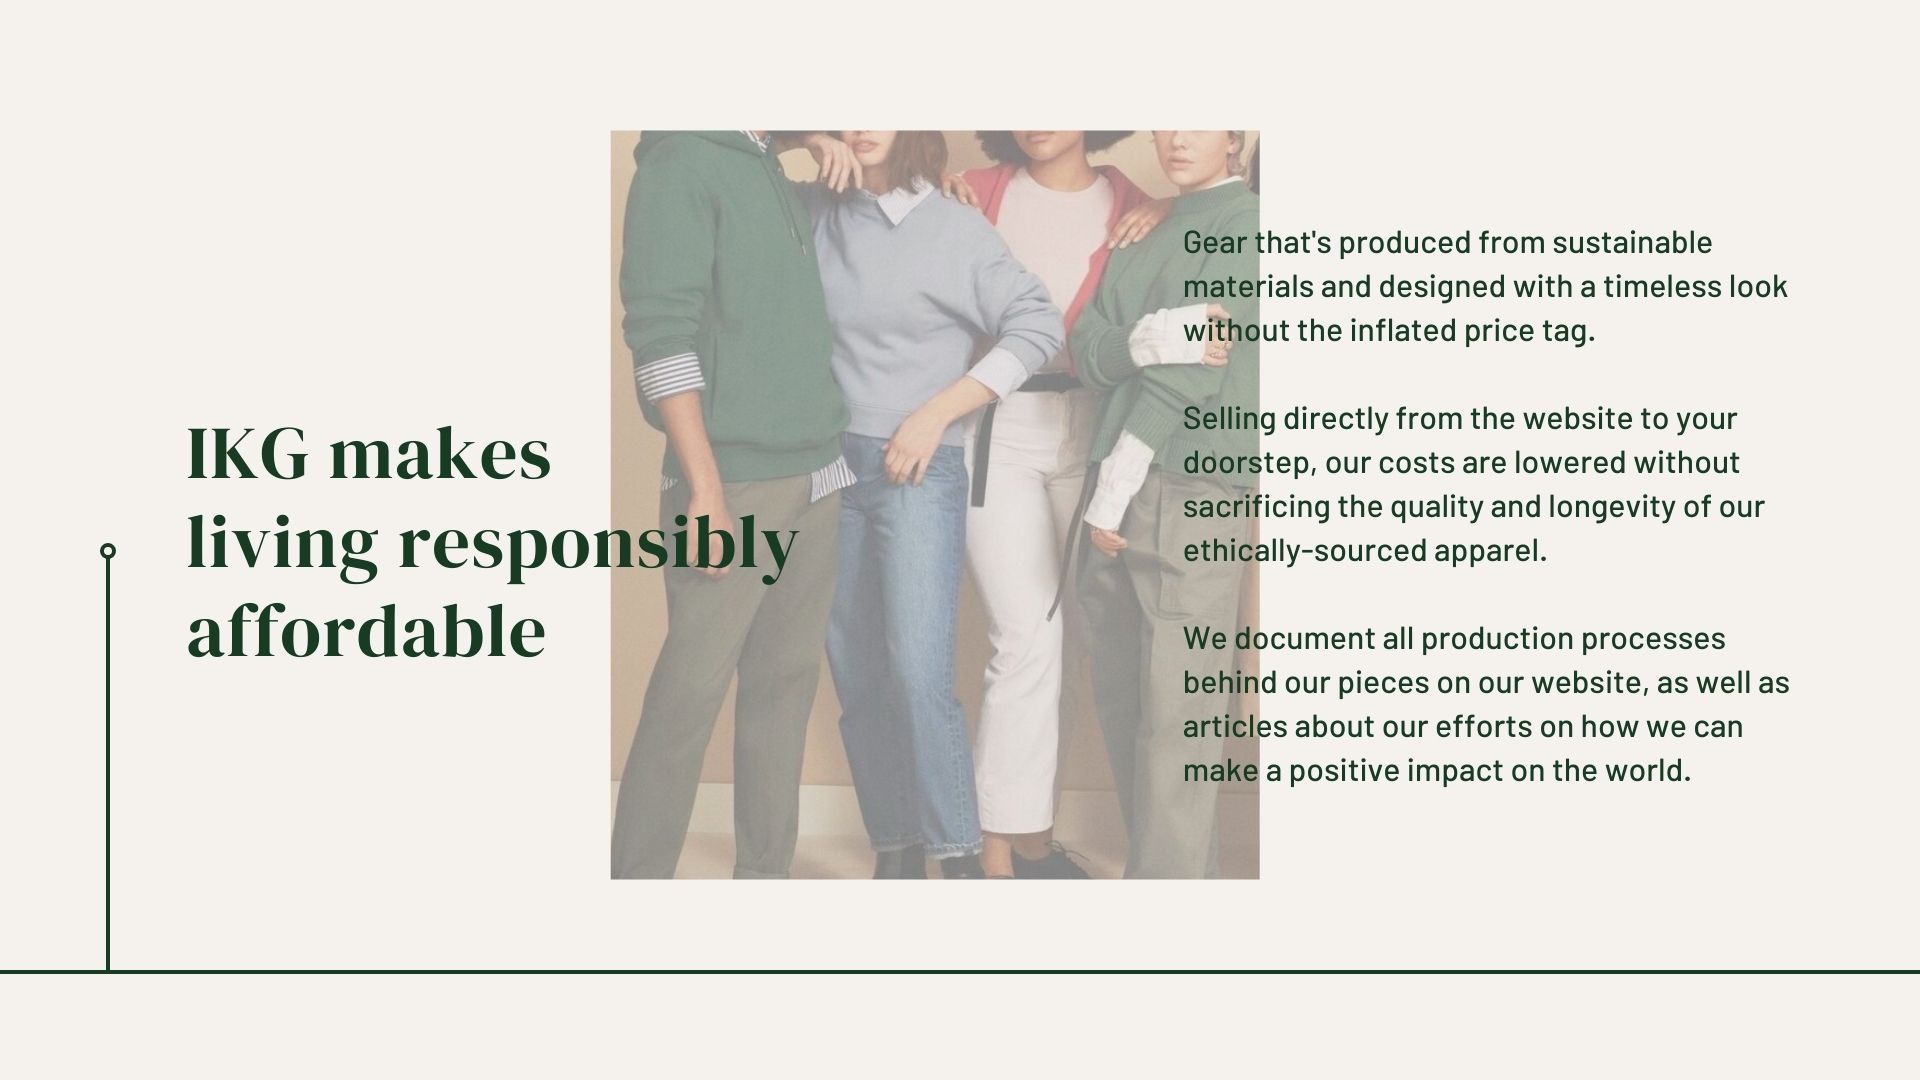 IKG makes
living responsibly
affordable
Gear that's produced from sustainable
materials and designed with a timeless look
without the inflated price tag.
Selling directly from the website to your
doorstep, our costs are lowered without
sacrificing the quality and longevity of our
ethically-sourced apparel.
We document all production processes
behind our pieces on our website, as well as
articles about our efforts on how we can
make a positive impact on the world.